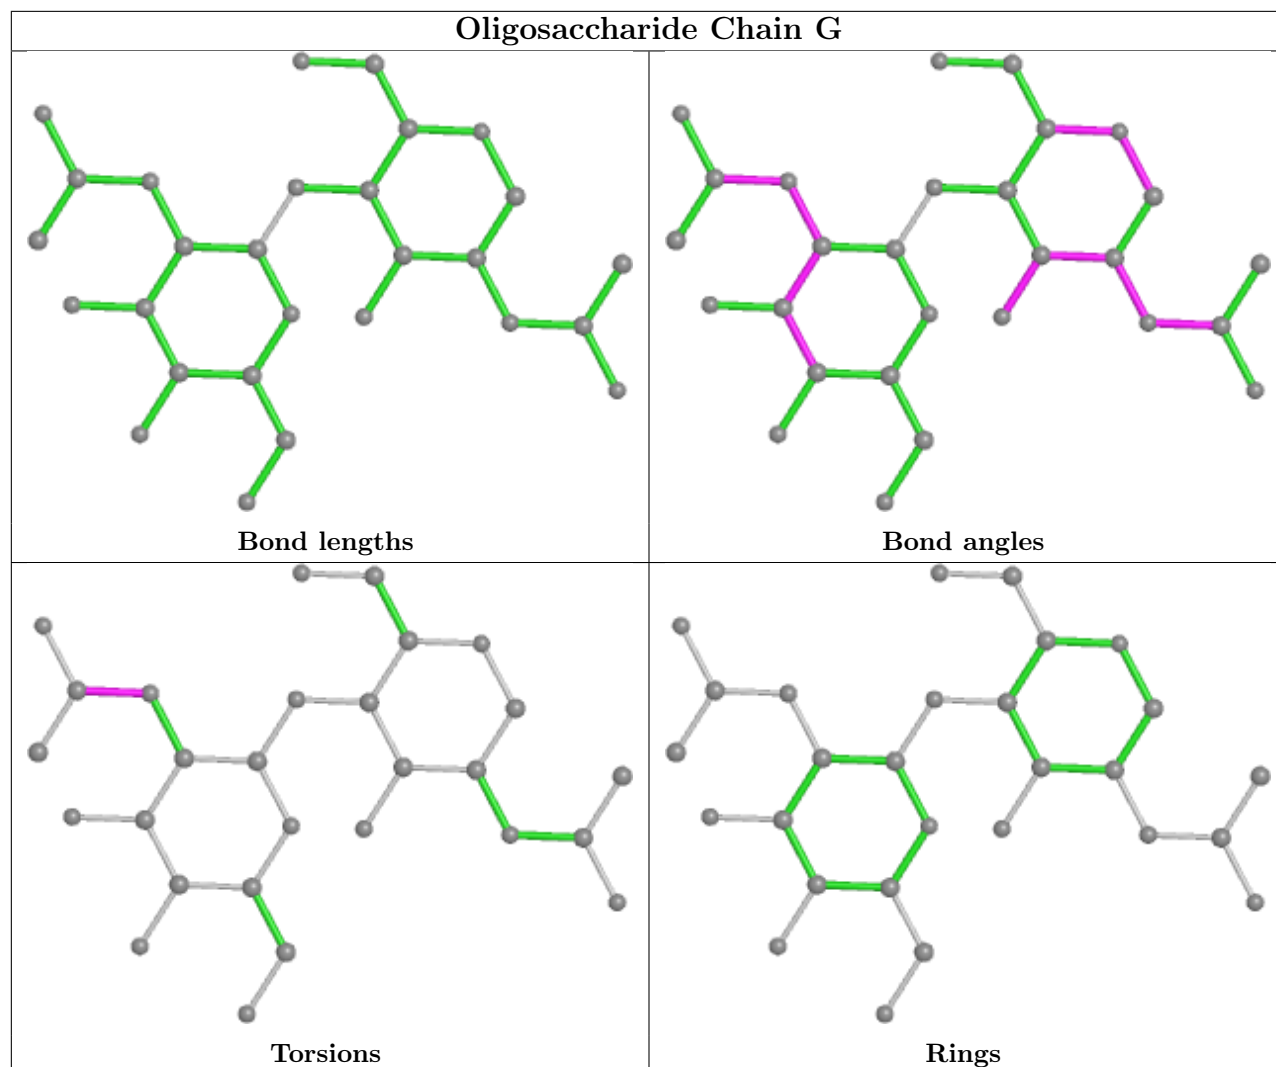 Oligosaccharide Chain G
Bond lengths
Bond angles
Torsions
Rings